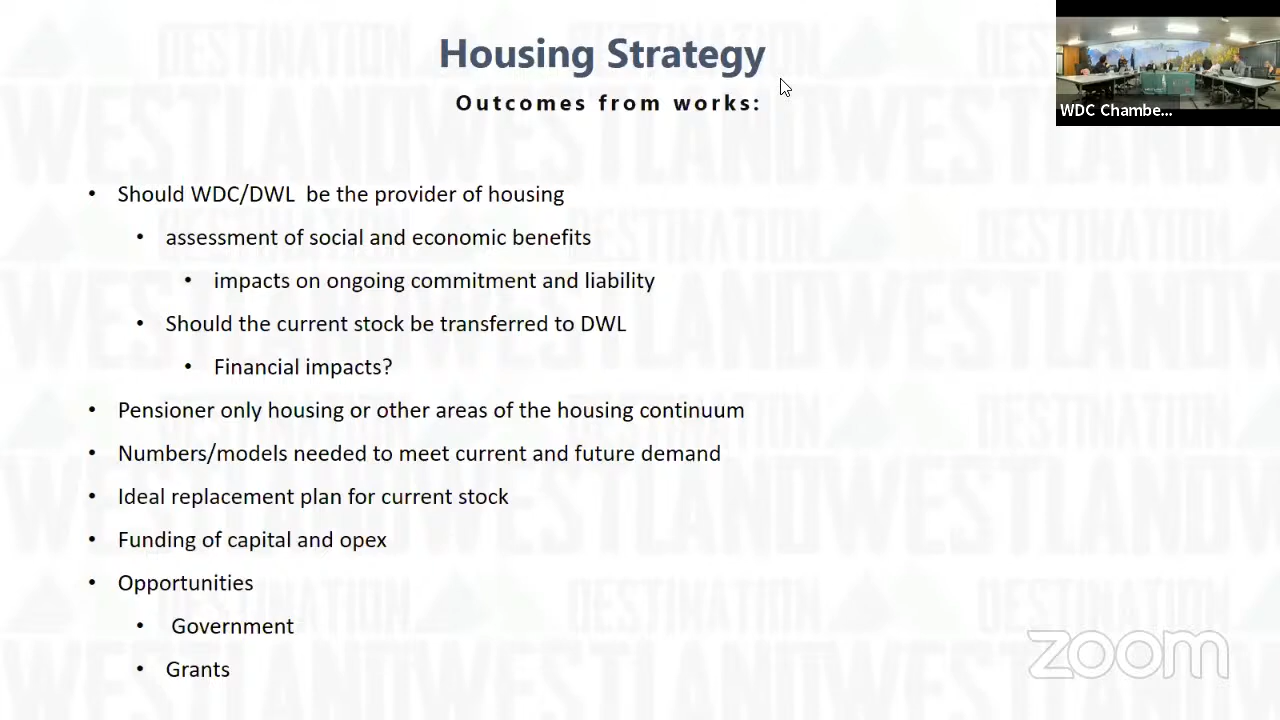 Housing Strategy
Outcomes from works:
WDC Chambe...
• Should WDC/DWL be the provider of housing
• assessment of social and economic benefits
• impacts on ongoing commitment and liability
• Should the current stock be transferred to DWL
• Financial impacts?
• Pensioner only housing or other areas of the housing continuum
• Numbers/models needed to meet current and future demand
• Ideal replacement plan for current stock
• Funding of capital and opex
• Opportunities
• Government
• Grants
zoom
DESTINATION
WESTLAND